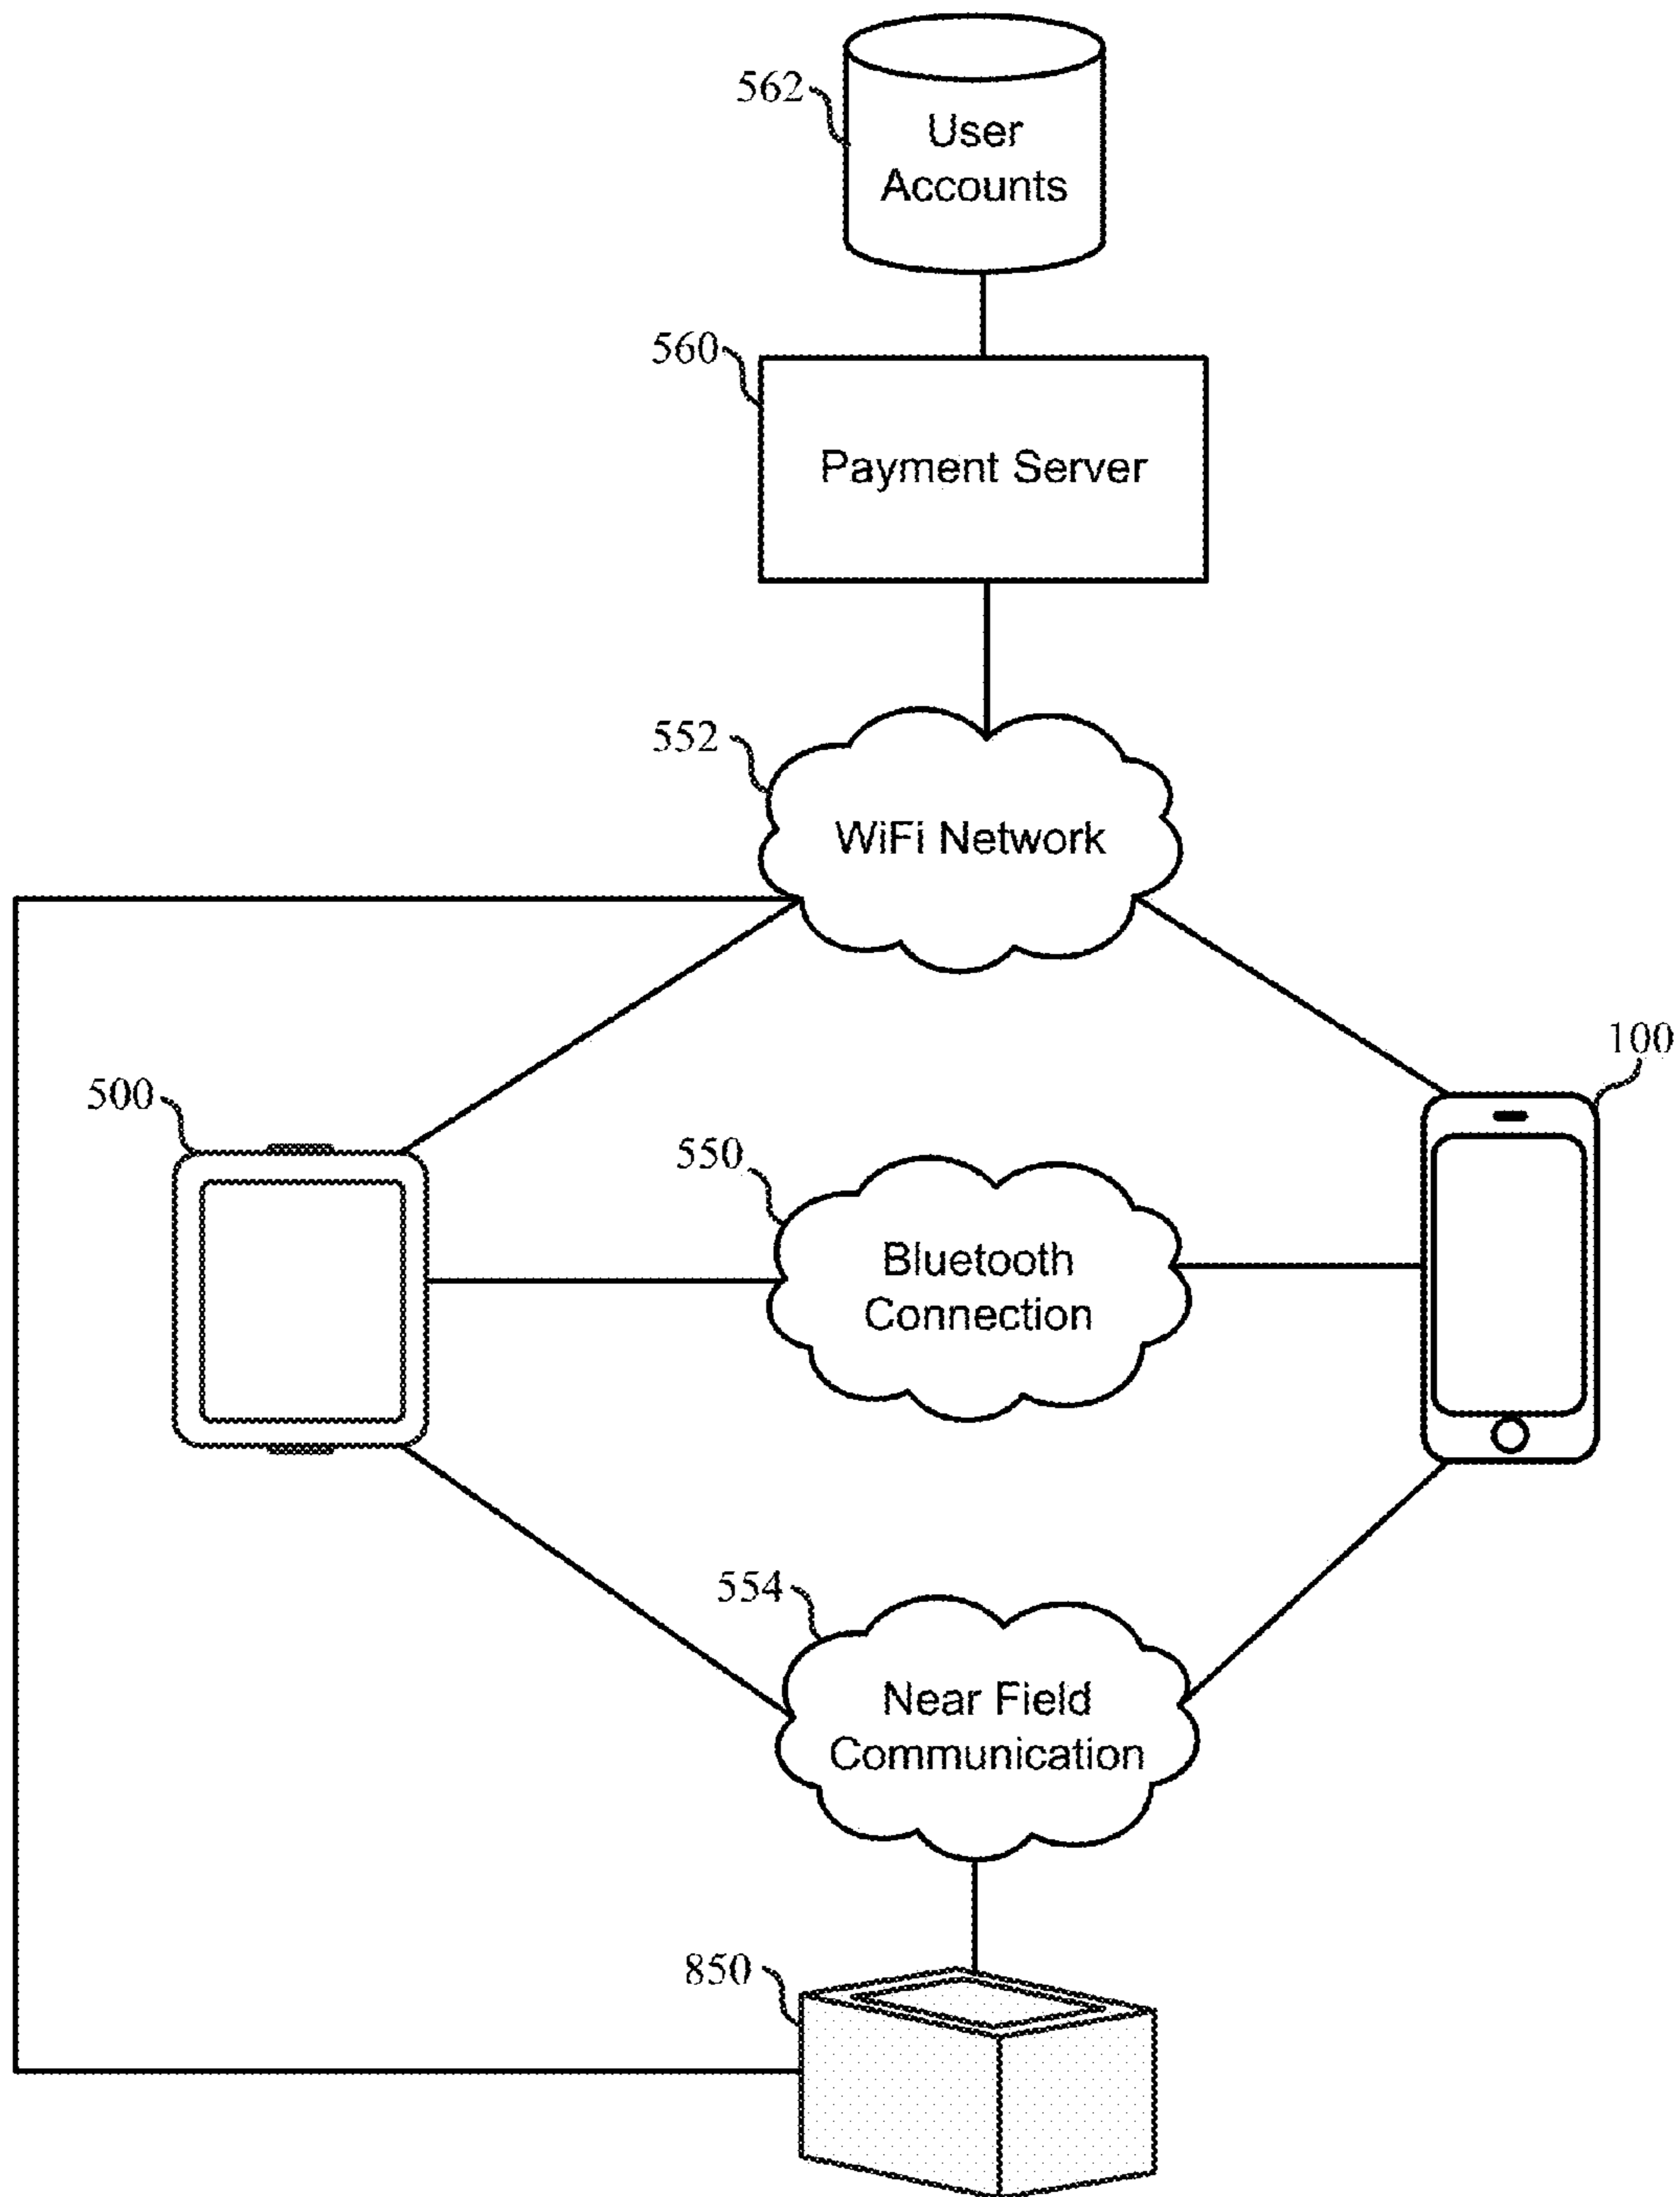 562
User
Accounts
560
Payment Server
552
WiFi Network
100
500
550
Bluetooth
Connection
554
Near Field
Communication
850